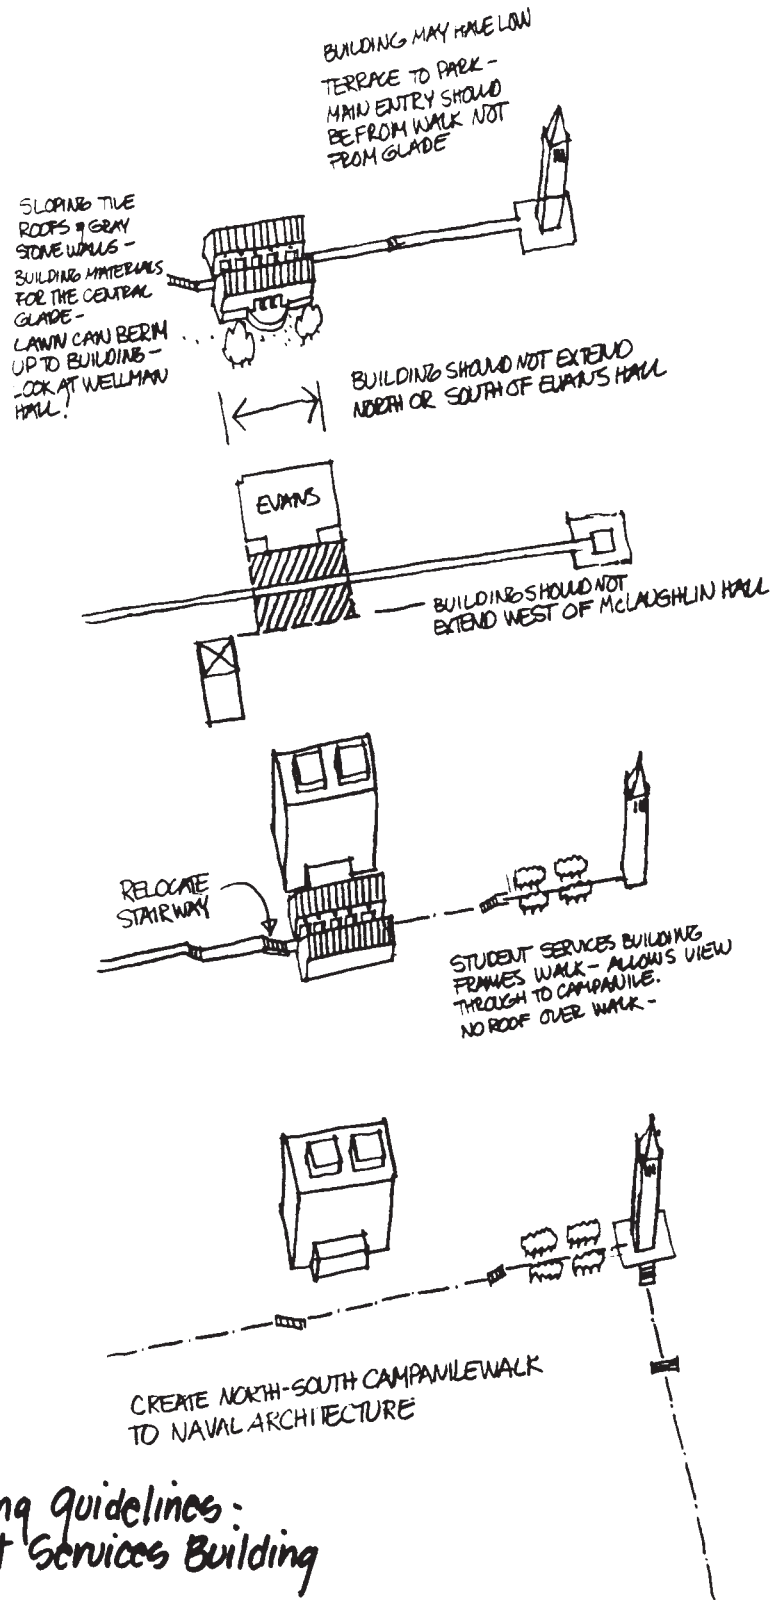 BUILDING MAY HAVE LOW
TERRACE TO PARK -
MAIN ENTRY SHOULD
BE FROM WALK NOT
FROM GLADE
SLOPING TILE
ROOFS & GRAY
STONE WALLS -
BUILDING MATERIALS
FOR THE CENTRAL
GLADE -
LAWN CAN BERM
UP TO BUILDING -
LOOK AT WELLMAN
HALL!
BUILDING SHOULD NOT EXTEND
NORTH OR SOUTH OF EVANS HALL
EVANS
BUILDING SHOULD NOT
EXTEND WEST OF McLAUGHLIN HALL
RELOCATE
STAIRWAY
STUDENT SERVICES BUILDING
FRAMES WALK - ALLOWS VIEW
THROUGH TO CAMPANILE.
NO ROOF OVER WALK -
CREATE NORTH-SOUTH CAMPANILE WALK
TO NAVAL ARCHITECTURE
ng guidelines:
t Services Building